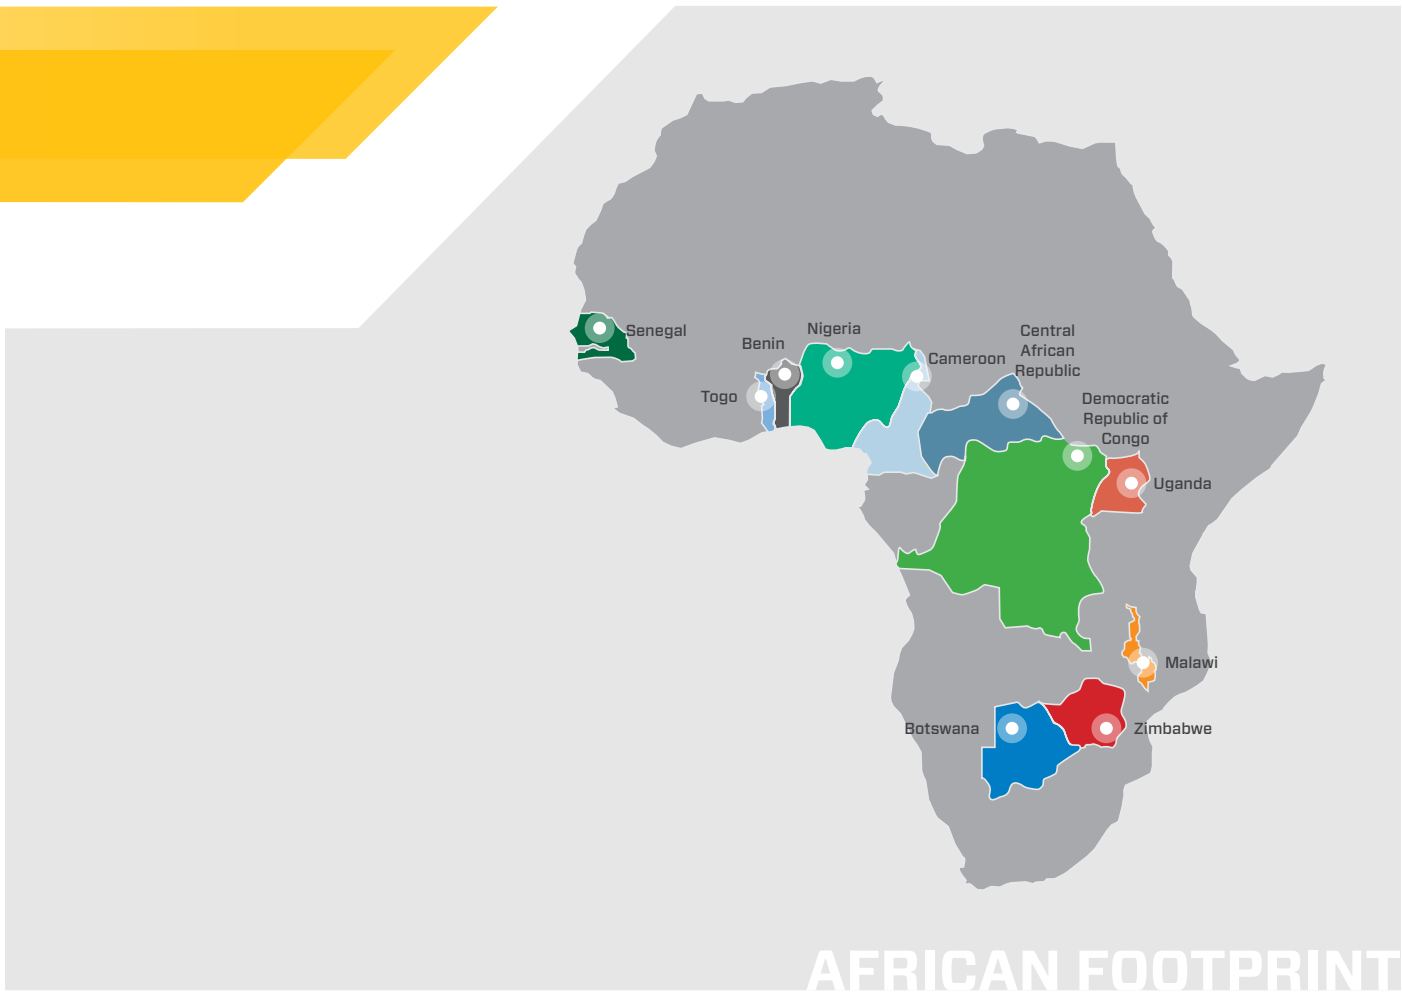 Senegal
Togo
Benin
Nigeria
Cameroon
Central
African
Republic
Democratic
Republic of
Congo
Uganda
Malawi
Botswana
Zimbabwe
AFRICAN FOOTPRINT